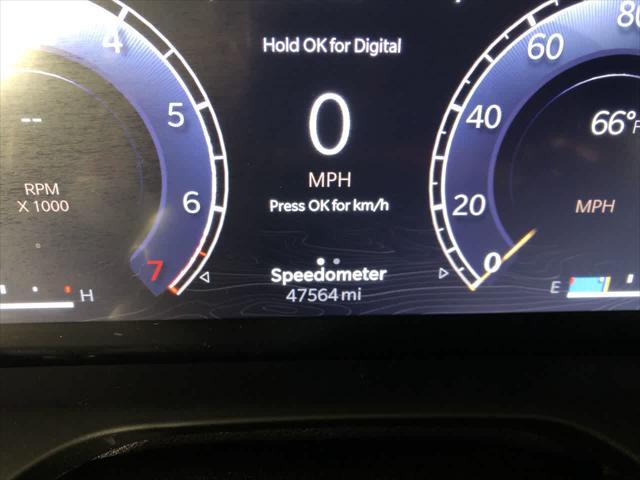 Hold OK for Digital
4
5
6
7
--
RPM
X 1000
H
0
MPH
Press OK for km/h
Speedometer
47564 mi
80
60
40
20
0
66°F
MPH
E